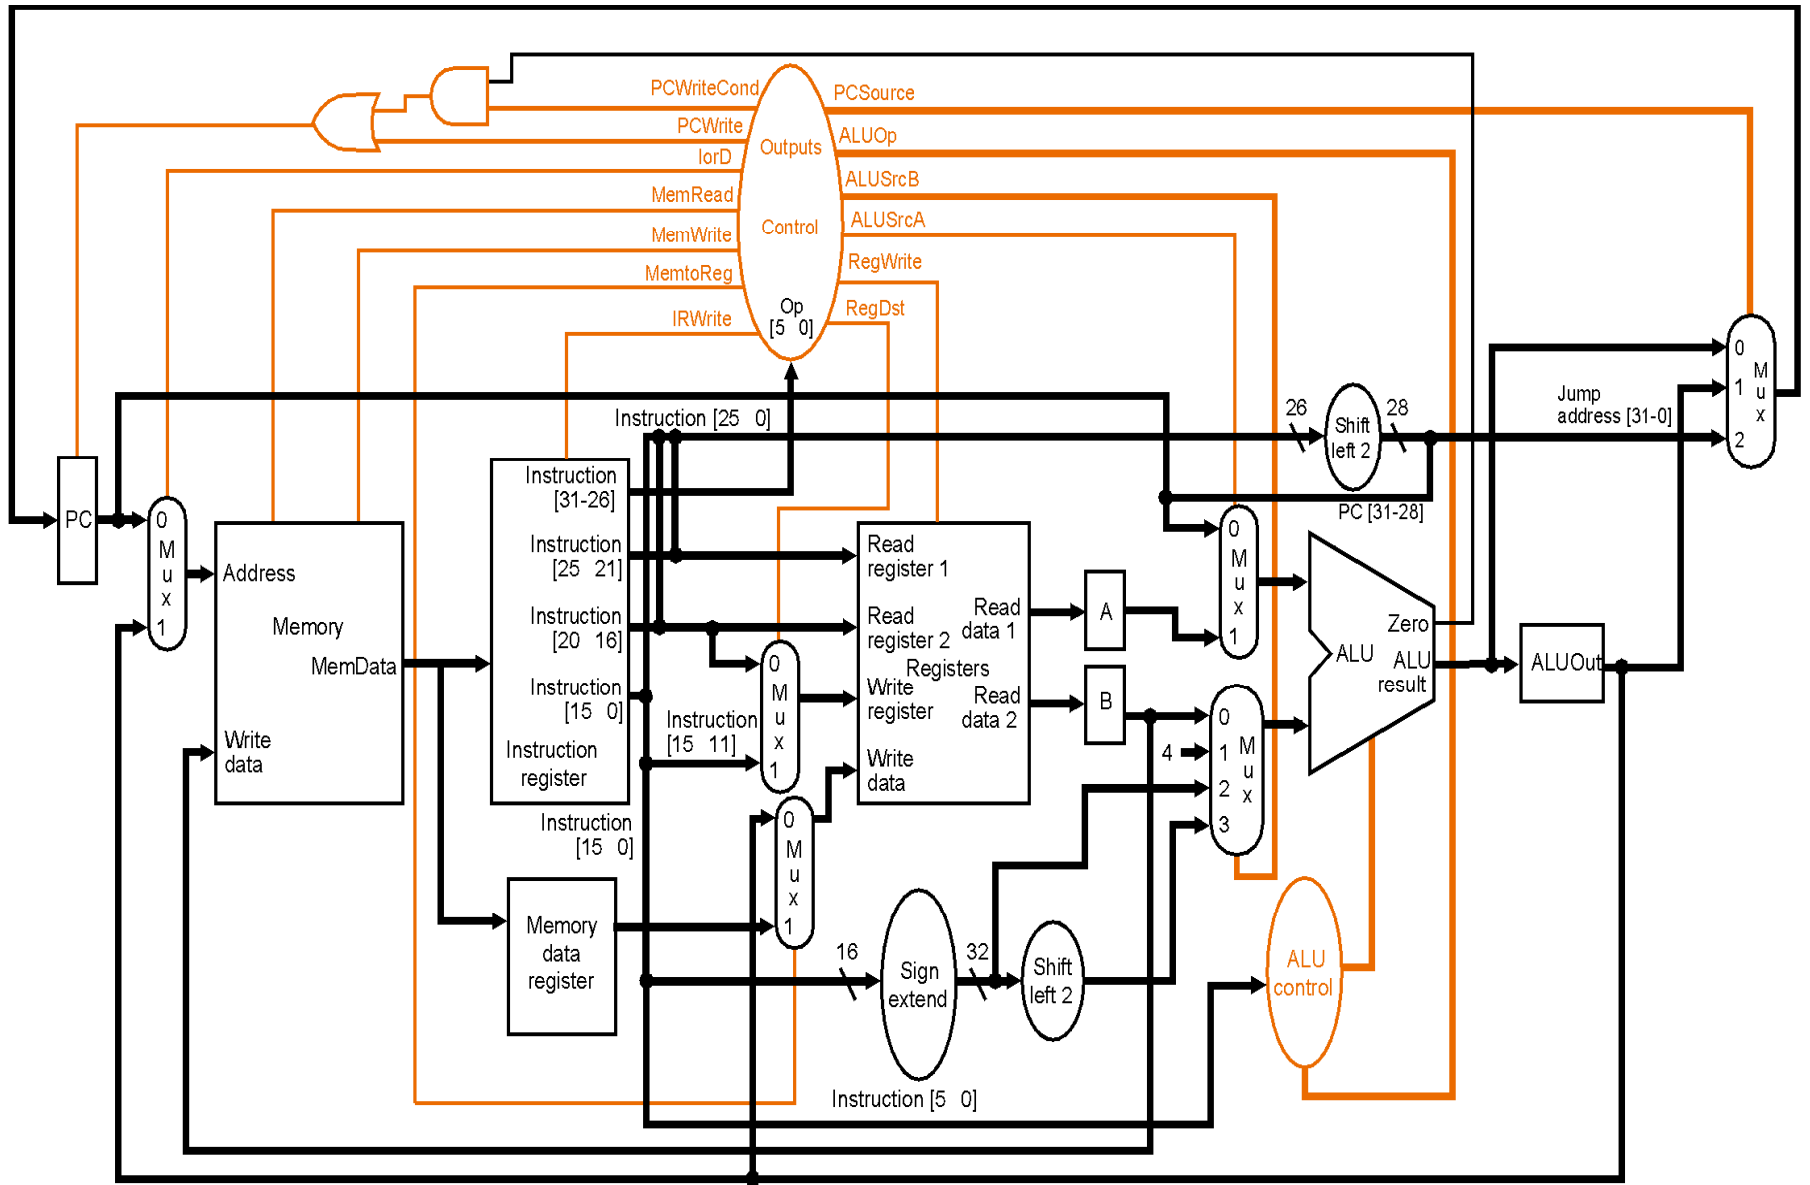 PCWriteCond
PCSource
PCWrite
ALUOp
Outputs
IorD
ALUSrcB
MemRead
ALUSrcA
Control
MemWrite
RegWrite
MemtoReg
Op
[5 0]
RegDst
IRWrite
0
1
2
M
u
x
Jump
address [31-0]
26
Shift
left 2
28
Instruction [25 0]
PC [31-28]
PC
0
M
u
x
1
Address
Memory
MemData
Write
data
Instruction
[31-26]
Instruction
[25 21]
Instruction
[20 16]
Instruction
[15 0]
Instruction
register
Instruction
[15 11]
0
M
u
x
1
Read
register 1
Read
register 2
Registers
Write
register
Write
data
Read
data 1
Read
data 2
A
B
4
0
M
u
x
1
0
1
2
3
M
u
x
Zero
ALU
ALU
result
ALUOut
Instruction
[15 0]
0
M
u
x
1
Memory
data
register
16
Sign
extend
32
Shift
left 2
ALU
control
Instruction [5 0]